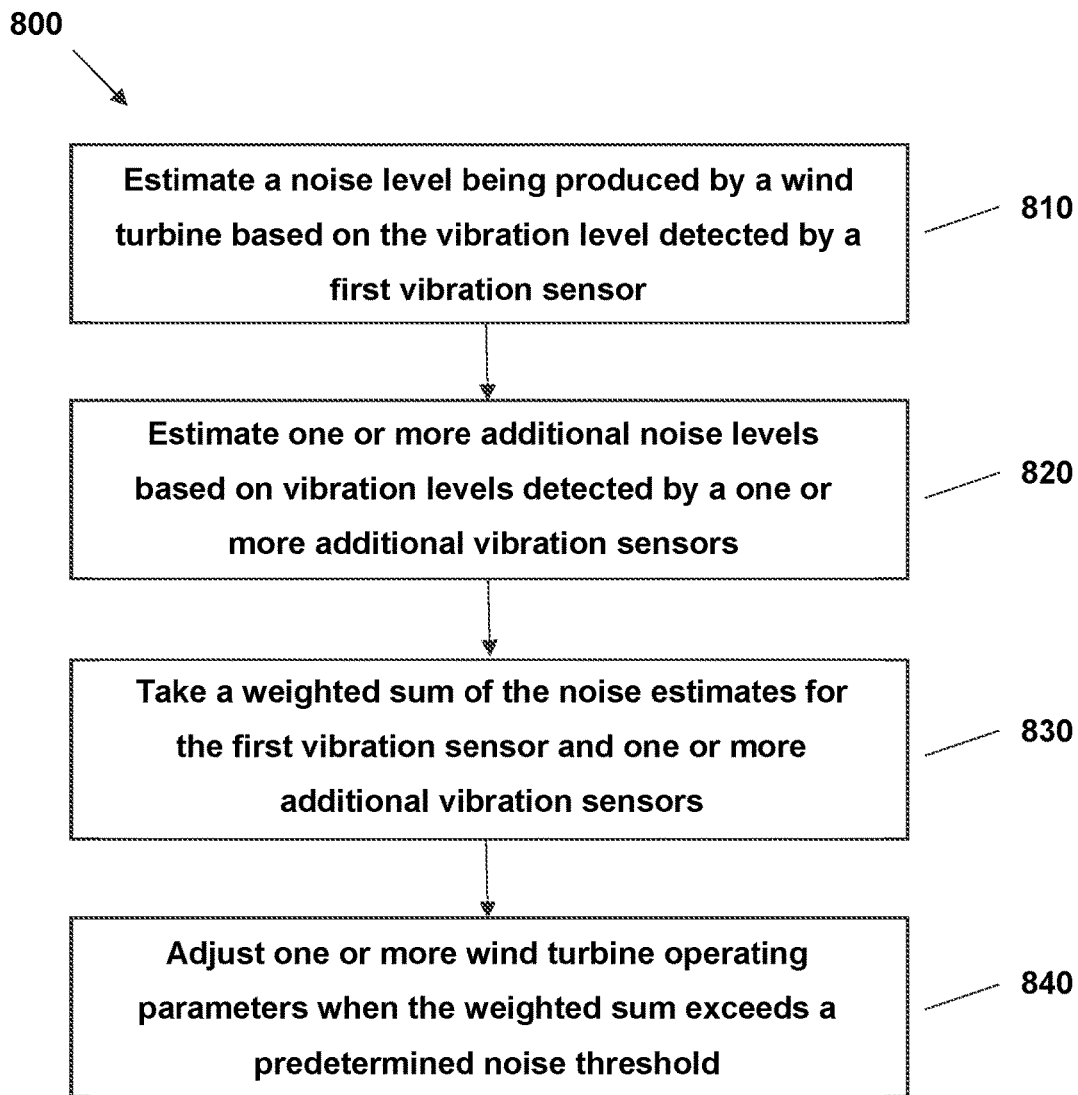 800
Estimate a noise level being produced by a wind
turbine based on the vibration level detected by a
first vibration sensor
810
Estimate one or more additional noise levels
based on vibration levels detected by a one or
more additional vibration sensors
820
Take a weighted sum of the noise estimates for
the first vibration sensor and one or more
additional vibration sensors
830
Adjust one or more wind turbine operating
parameters when the weighted sum exceeds a
predetermined noise threshold
840